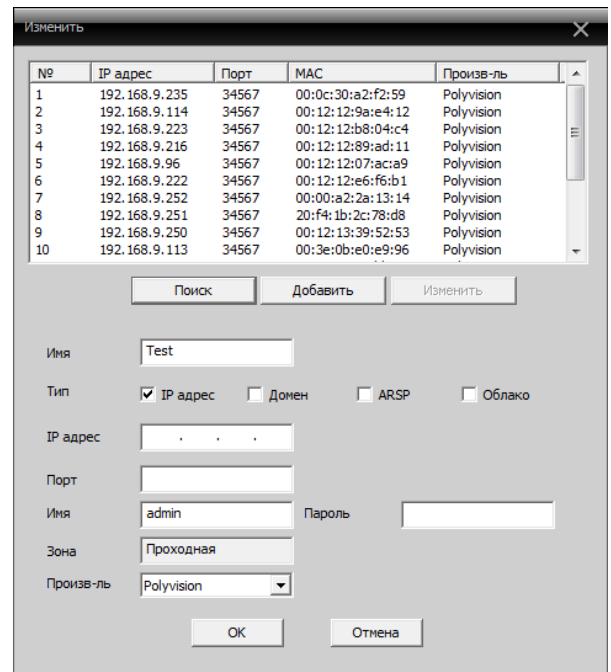 Изменить
№ IP адрес Порт MAC Произв-ль
1 192.168.9.235 34567 00:0c:30:a2:f2:59 Polyvision
2 192.168.9.114 34567 00:12:12:9a:e4:12 Polyvision
3 192.168.9.223 34567 00:12:12:b8:04:c4 Polyvision
4 192.168.9.216 34567 00:12:12:89:ad:11 Polyvision
5 192.168.9.96 34567 00:12:12:07:ac:a9 Polyvision
6 192.168.9.222 34567 00:12:12:e6:f6:b1 Polyvision
7 192.168.9.252 34567 00:00:a2:2a:13:14 Polyvision
8 192.168.9.251 34567 20:f4:1b:2c:78:d8 Polyvision
9 192.168.9.250 34567 00:12:13:39:52:53 Polyvision
10 192.168.9.113 34567 00:3e:0b:e0:e9:96 Polyvision
Поиск Добавить Изменить
Имя Test
Тип IP адрес Домен ARSP Облако
IP адрес . . .
Порт
Имя admin Пароль
Зона Проходная
Произв-ль Polyvision
OK Отмена